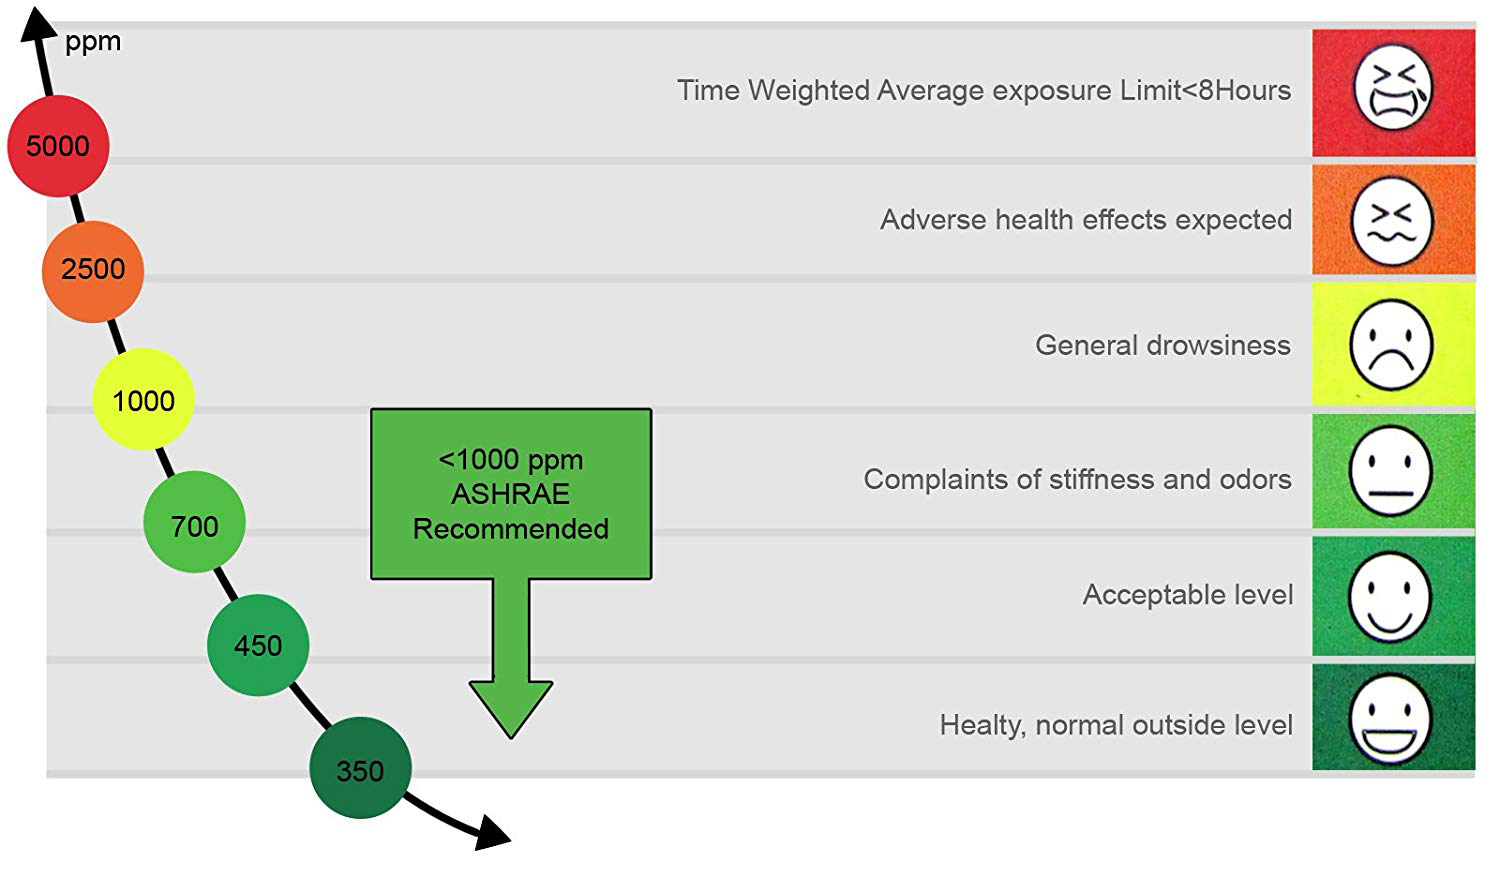 ppm
Time Weighted Average exposure Limit<8Hours
5000
Adverse health effects expected
2500
General drowsiness
1000
<1000 ppm
ASHRAE
Recommended
Complaints of stiffness and odors
700
Acceptable level
450
Healty, normal outside level
350